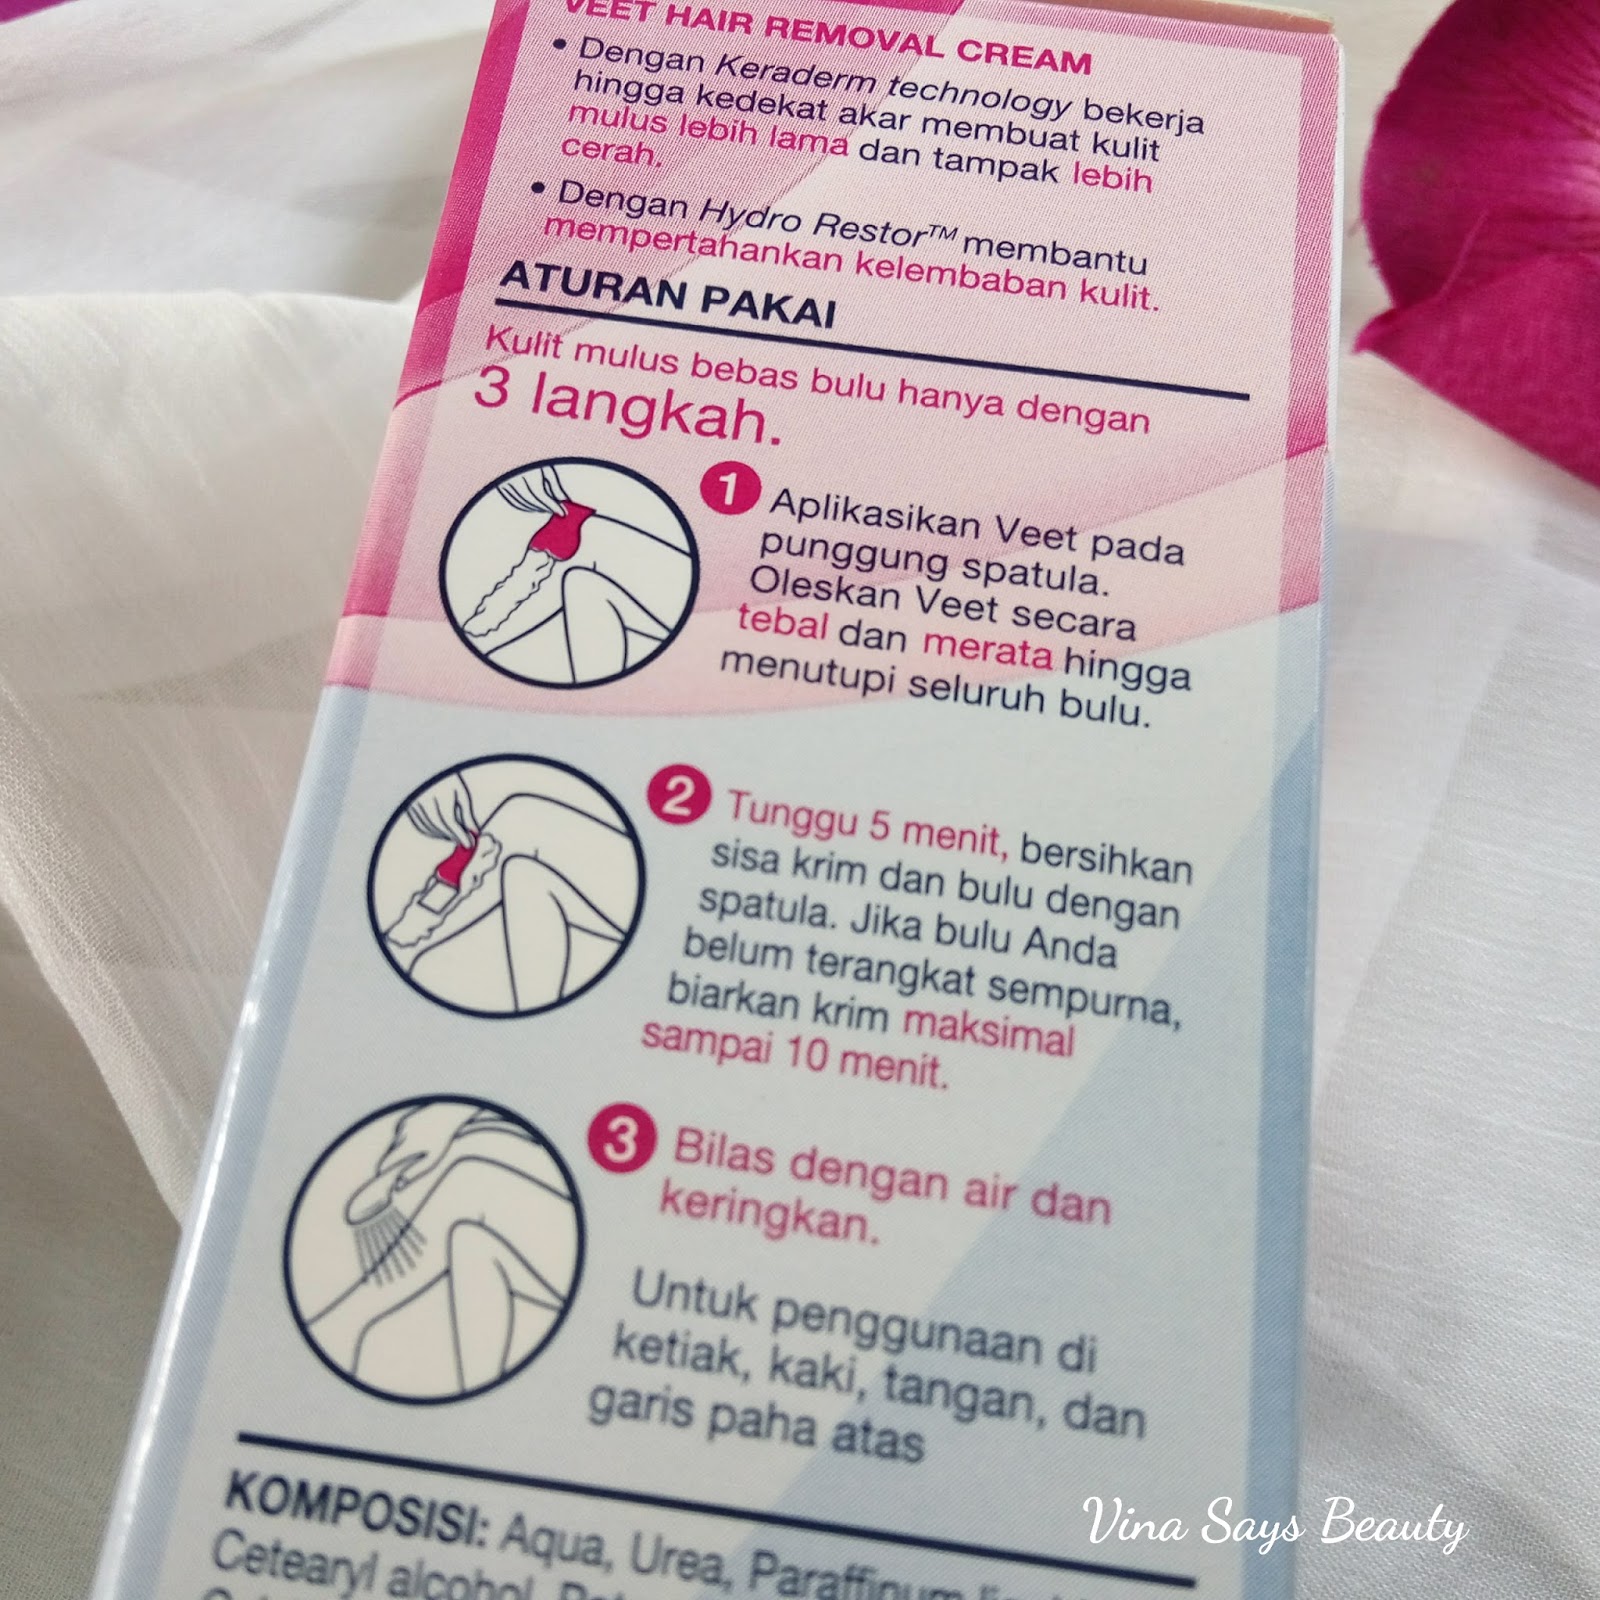 VEET HAIR REMOVAL CREAM
• Dengan Keraderm technology bekerja
hingga kedekat akar membuat kulit
mulus lebih lama dan tampak lebih
cerah.
• Dengan Hydro Restor™ membantu
mempertahankan kelembaban kulit.
ATURAN PAKAI
Kulit mulus bebas bulu hanya dengan
3 langkah.
1 Aplikasikan Veet pada
punggung spatula.
Oleskan Veet secara
tebal dan merata hingga
menutupi seluruh bulu.
2 Tunggu 5 menit, bersihkan
sisa krim dan bulu dengan
spatula. Jika bulu Anda
belum terangkat sempurna,
biarkan krim maksimal
sampai 10 menit.
3 Bilas dengan air dan
keringkan.
Untuk penggunaan di
ketiak, kaki, tangan, dan
garis paha atas
KOMPOSISI: Aqua, Urea, Paraffinum
Cetearyl alcohol,
Vina Says Beauty